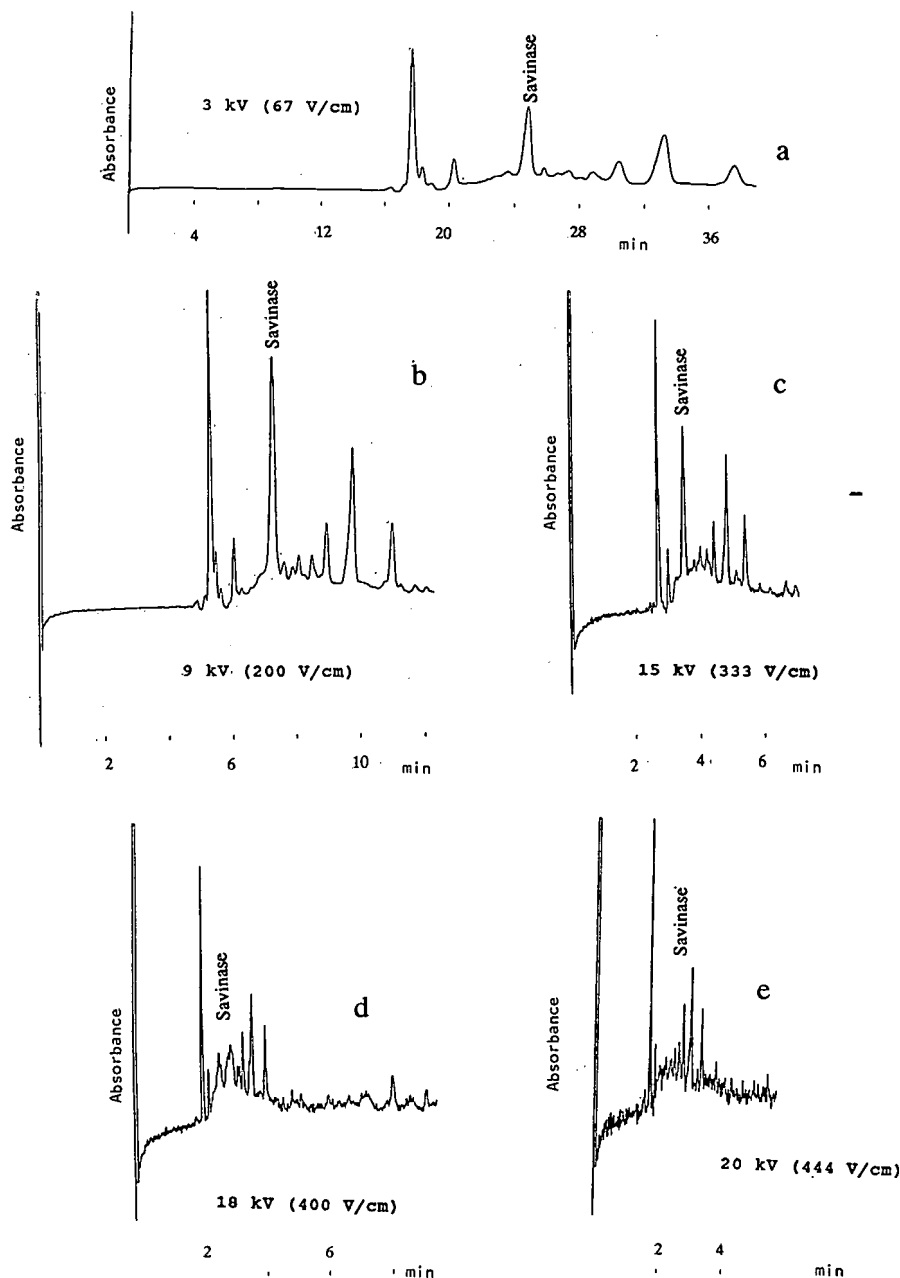 Absorbance
3 kV (67 V/cm)
Savinase
a
4 12 20 28 min 36
Absorbance
Savinase
b
9 kV (200 V/cm)
2 6 10 min
Absorbance
Savinase
c
15 kV (333 V/cm)
2 4 6 min
Absorbance
Savinase
d
18 kV (400 V/cm)
2 6 min
Absorbance
Savinase
e
20 kV (444 V/cm)
2 4 min